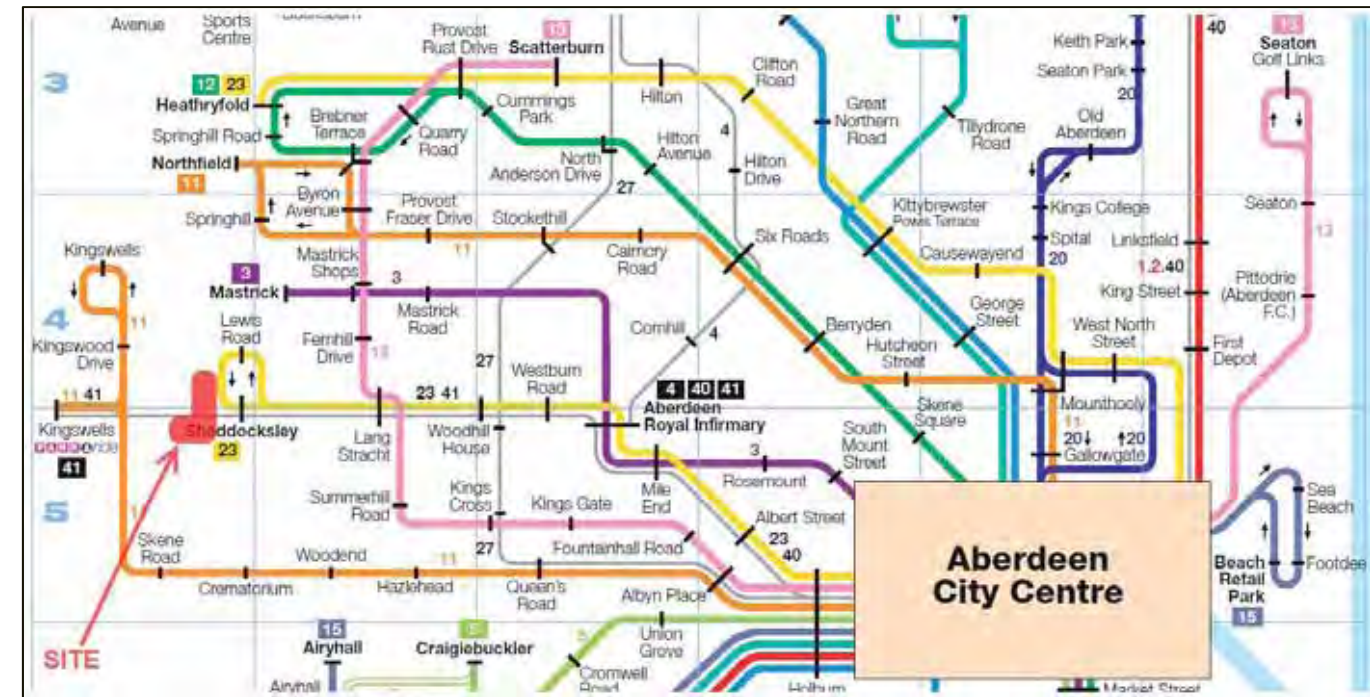 Avenue
Sports
Centre
Provost
Rust Drive
13
Scatterburn
3
12 23
Heathryfold
Springhill Road
Brebner
Terrace
Quarry
Road
Cummings
Park
Hilton
Clifton
Road
Great
Northern
Road
Tillydrone
Road
Keith Park
Seaton Park
20
Old
Aberdeen
40
13
Seaton
Golf Links
Northfield
11
North
Anderson Drive
Hilton
Avenue
4
Hilton
Drive
27
Springhill
Byron
Avenue
Provost
Fraser Drive
Stockethill
11
Cairncry
Road
Six Roads
Kittybrewster
Powis Terrace
Causewayend
Kings College
Spital
20
Linksfield
1.2.40
King Street
Seaton
13
Pittodrie
(Aberdeen
F.C.)
Kingswells
Mastrick
Shops
3
Mastrick
3
Mastrick
Road
4
11
Kingswood
Drive
Lewis
Road
Fernhill
Drive
13
27
Cornhill
4
Berryden
Hutcheon
Street
George
Street
West North
Street
First
Depot
Westburn
Road
23 41
4 40 41
Aberdeen
Royal Infirmary
11 41
Kingswells
41
Sheddocksley
23
Lang
Stracht
Woodhill
House
Skene
Square
South
Mount
Street
Mounthooly
11
20
20
Gallowgate
3
Rosemount
Mile
End
5
Summerhill
Road
Kings
Cross
Kings Gate
Albert Street
23
40
Fountainhall Road
27
Skene
Road
Woodend
11
Crematorium
Hazlehead
Queen's
Road
Albyn Place
Aberdeen
City Centre
Sea
Beach
Footdee
Beach
Retail
Park
15
SITE
15
Airyhall
Craigiebuckler
5
Union
Grove
Cromwell
Road
Airyhall
Holburn
Market Street